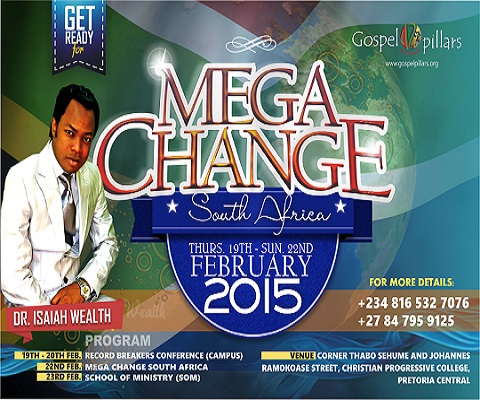 GET
READY
for
Gospel pillars
www.gospelpillars.org
MEGA
CHANGE
South Africa
THURS. 19TH - SUN. 22ND
FEBRUARY
2015
FOR MORE DETAILS:
+234 816 532 7076
+27 84 795 9125
DR. ISAIAH WEALTH
Wealth
PROGRAM
19TH - 20TH FEB. RECORD BREAKERS CONFERENCE (CAMPUS)
22ND FEB. MEGA CHANGE SOUTH AFRICA
23RD FEB. SCHOOL OF MINISTRY (SOM)
VENUE CORNER THABO SEHUME AND JOHANNES
RAMOKOASE STREET, CHRISTIAN PROGRESSIVE COLLEGE,
PRETORIA CENTRAL